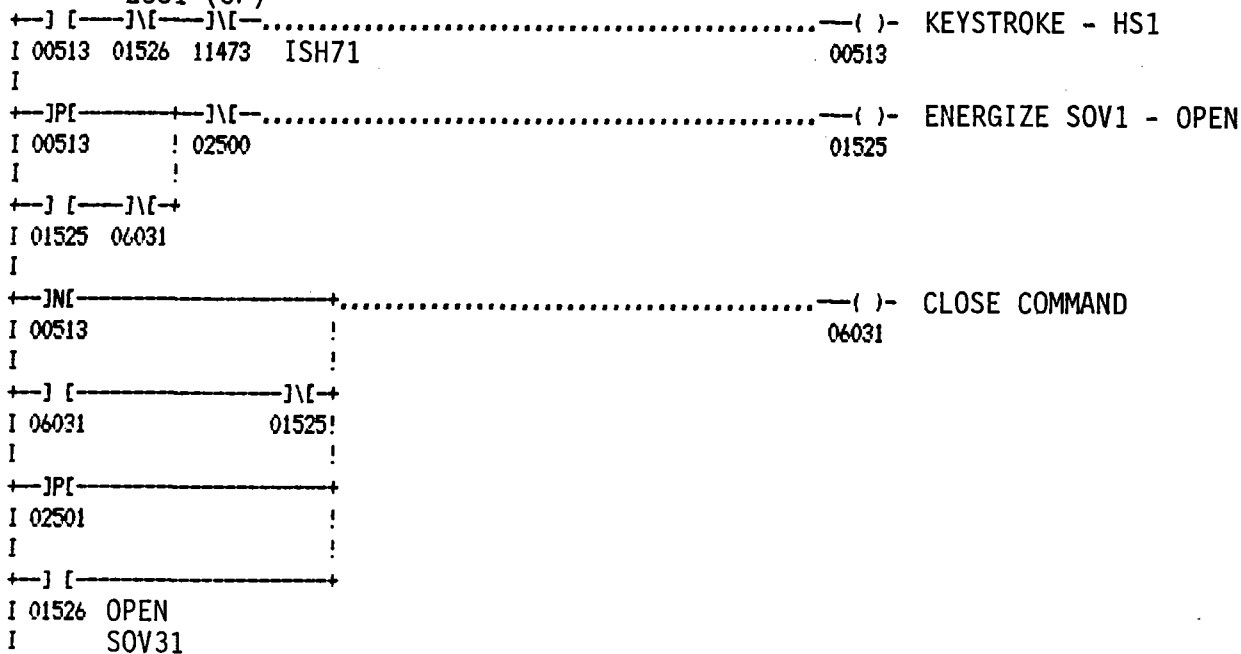 +—] [——]\[——]\[—.................................................—( )- KEYSTROKE - HS1
I 00513 01526 11473 ISH71 00513
I
+—]P[————+—]\[—.................................................—( )- ENERGIZE SOV1 - OPEN
I 00513 ! 02500 01525
I !
+—] [——]\[—+
I 01525 06031
I
+—]N[—————————+..........................................—( )- CLOSE COMMAND
I 00513 ! 06031
I !
+—] [————————]\[—+
I 06031 01525!
I !
+—]P[—————————+
I 02501 !
I !
+—] [—————————+
I 01526 OPEN
I SOV31